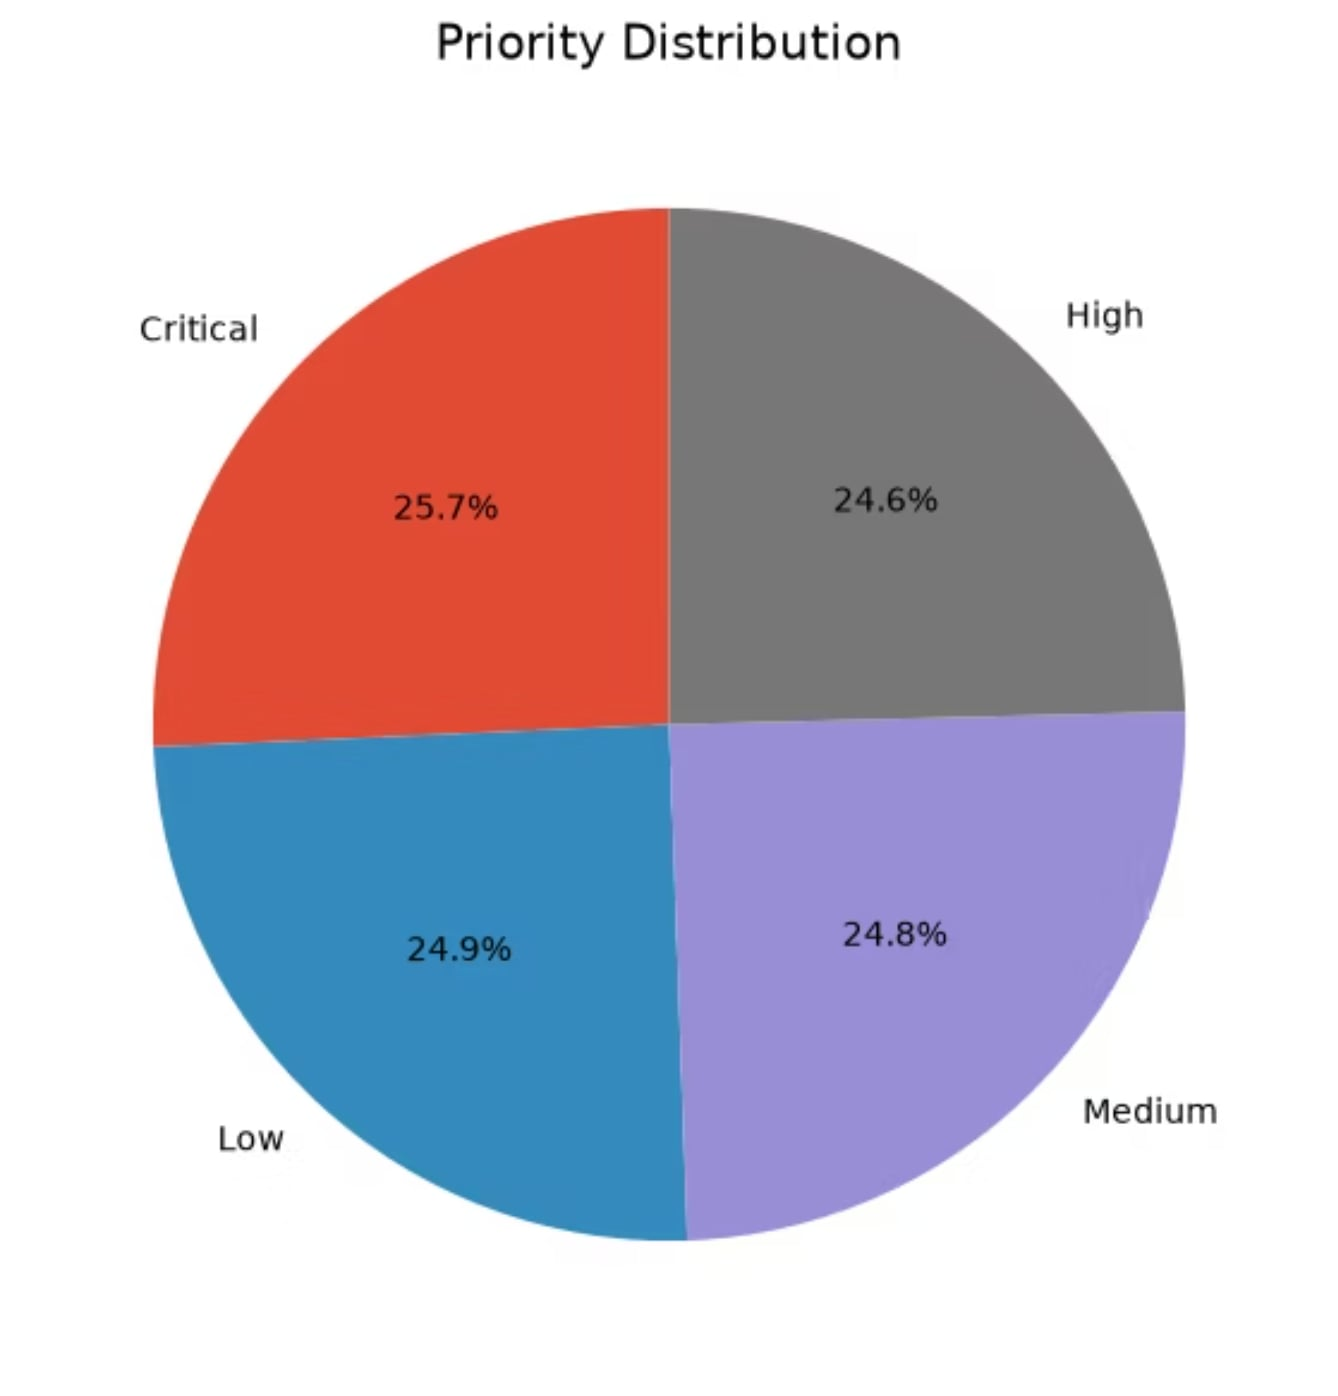 Priority Distribution
Critical
High
25.7%
24.6%
24.9%
24.8%
Low
Medium